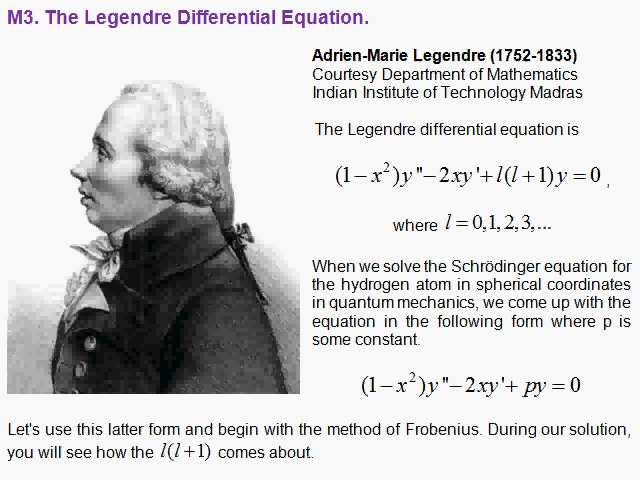 M3. The Legendre Differential Equation.
Adrien-Marie Legendre (1752-1833)
Courtesy Department of Mathematics
Indian Institute of Technology Madras
The Legendre differential equation is
(1−x²)y"−2xy'+l(l+1)y=0 ,
where l=0,1,2,3,...
When we solve the Schrödinger equation for
the hydrogen atom in spherical coordinates
in quantum mechanics, we come up with the
equation in the following form where p is
some constant.
(1−x²)y"−2xy'+py=0
Let's use this latter form and begin with the method of Frobenius. During our solution,
you will see how the l(l+1) comes about.